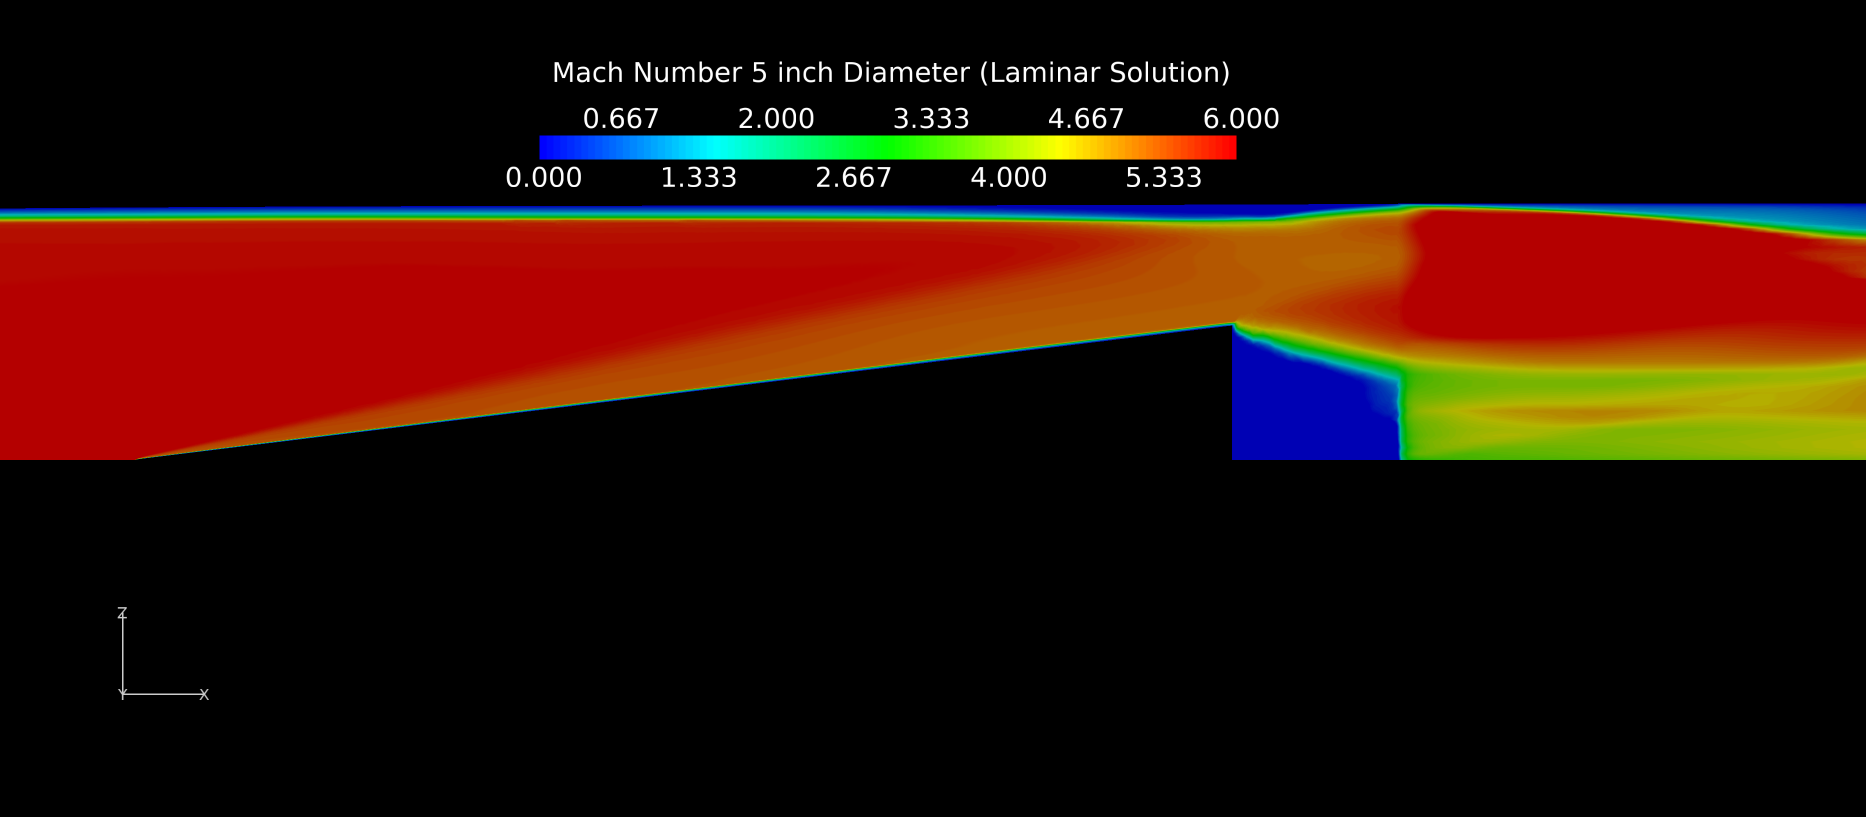 Mach Number 5 inch Diameter (Laminar Solution)
0.667 2.000 3.333 4.667 6.000
0.000 1.333 2.667 4.000 5.333
Z
Y X